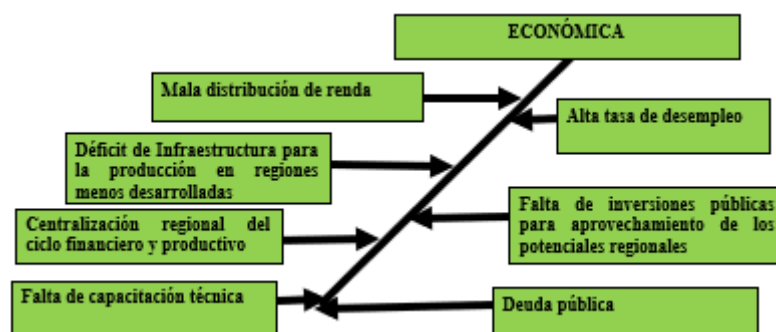 ECONÓMICA
Mala distribución de renda
Alta tasa de desempleo
Déficit de Infraestructura para
la producción en regiones
menos desarrolladas
Falta de inversiones públicas
para aprovechamiento de los
potenciales regionales
Centralización regional del
ciclo financiero y productivo
Falta de capacitación técnica
Deuda pública